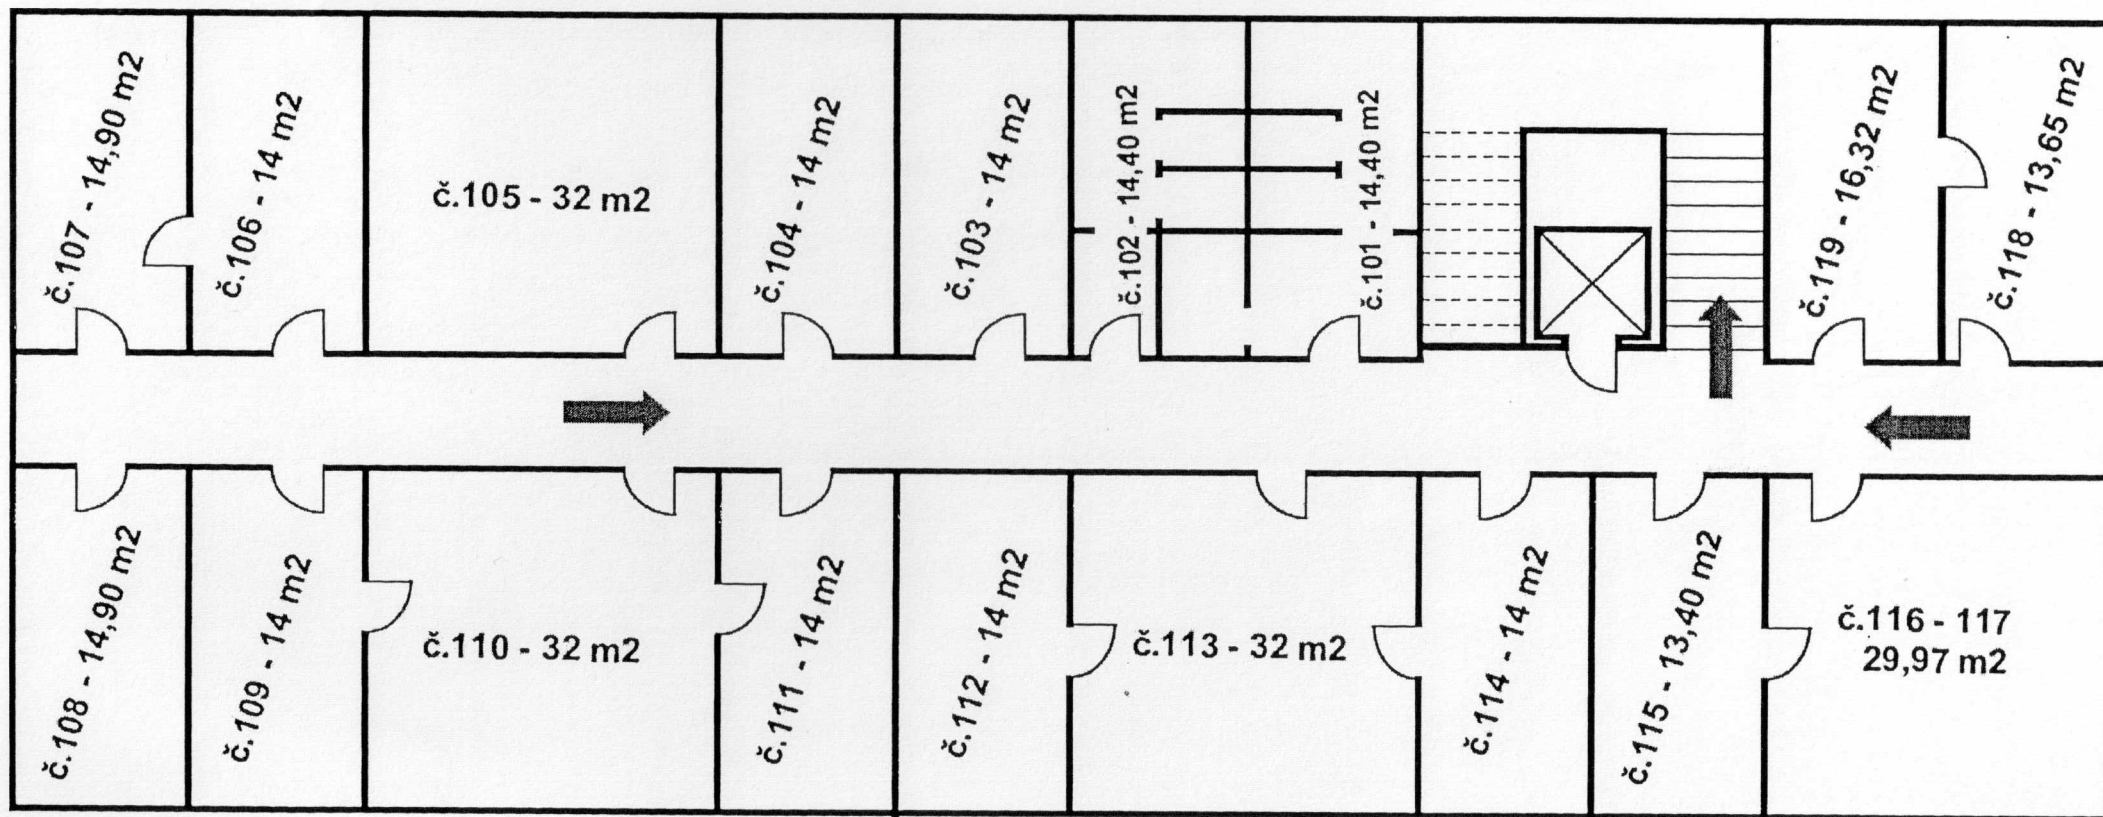 č.107 - 14,90 m2
č.106 - 14 m2
č.105 - 32 m2
č.104 - 14 m2
č.103 - 14 m2
č.102 - 14,40 m2
č.101 - 14,40 m2
č.119 - 16,32 m2
č.118 - 13,65 m2
č.108 - 14,90 m2
č.109 - 14 m2
č.110 - 32 m2
č.111 - 14 m2
č.112 - 14 m2
č.113 - 32 m2
č.114 - 14 m2
č.115 - 13,40 m2
č.116 - 117
29,97 m2